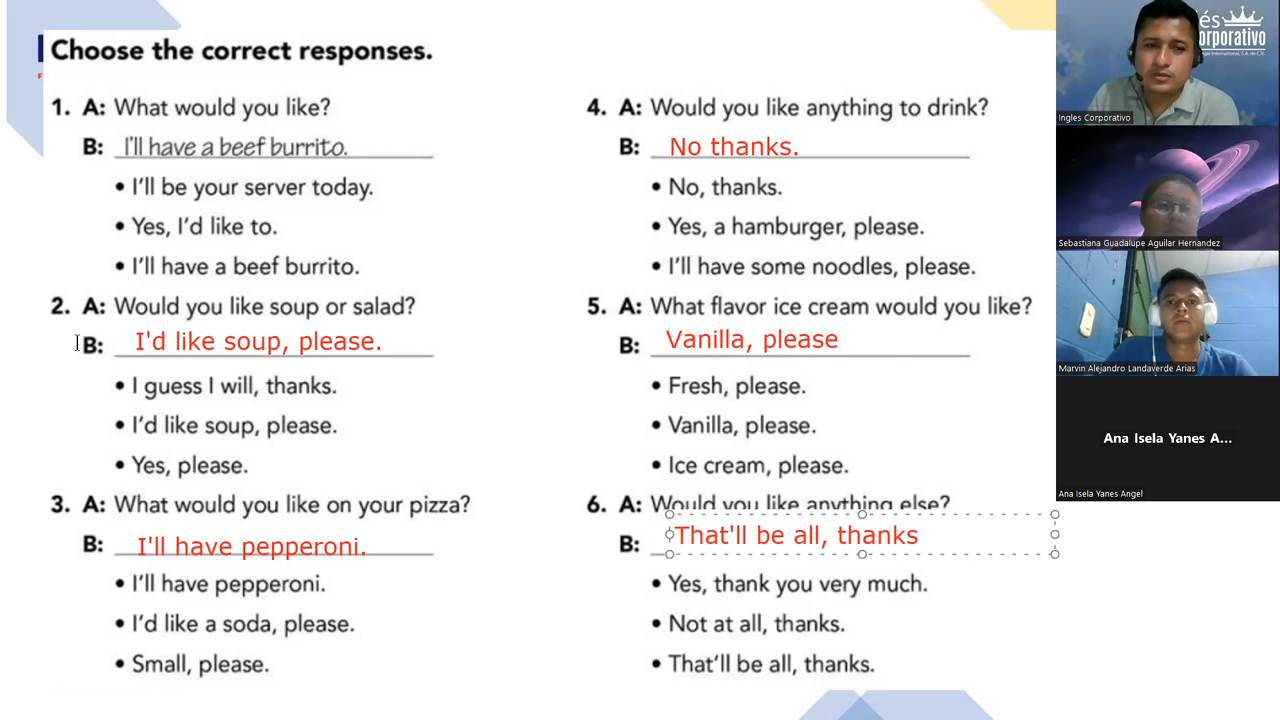 Choose the correct responses.
1. A: What would you like?
B: I'll have a beef burrito.
• I'll be your server today.
• Yes, I'd like to.
• I'll have a beef burrito.
2. A: Would you like soup or salad?
B: I'd like soup, please.
• I guess I will, thanks.
• I'd like soup, please.
• Yes, please.
3. A: What would you like on your pizza?
B: I'll have pepperoni.
• I'll have pepperoni.
• I'd like a soda, please.
• Small, please.
4. A: Would you like anything to drink?
B: No thanks.
• No, thanks.
• Yes, a hamburger, please.
• I'll have some noodles, please.
5. A: What flavor ice cream would you like?
B: Vanilla, please
• Fresh, please.
• Vanilla, please.
• Ice cream, please.
6. A: Would you like anything else?
B: That'll be all, thanks
• Yes, thank you very much.
• Not at all, thanks.
• That'll be all, thanks.
Ingles Corporativo
Sebastiana Guadalupe Aguilar Hernandez
Marvin Alejandro Landaverde Arias
Ana Isela Yanes A...
Ana Isela Yanes Angel